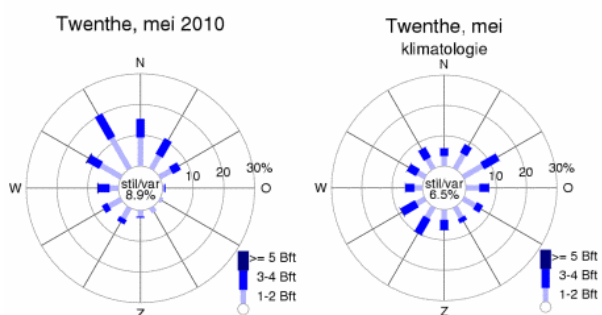 Twenthe, mei 2010
N
W
stil/var
8.9%
10
20
30%
O
Z
>= 5 Bft
3-4 Bft
1-2 Bft
Twenthe, mei
klimatologie
N
W
stil/var
6.5%
10
20
30%
O
Z
>= 5 Bft
3-4 Bft
1-2 Bft